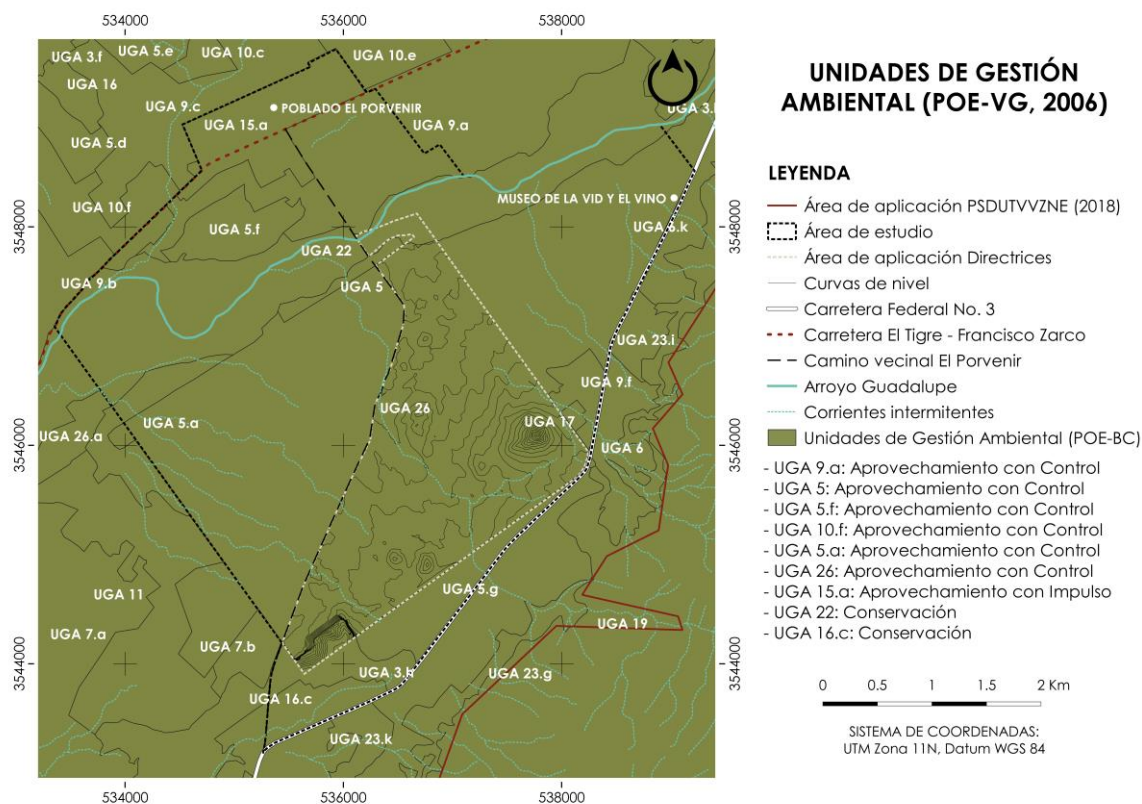 534000
536000
538000
UGA 3.f
UGA 5.e
UGA 10.c
UGA 10.e
UGA 16
UGA 9.c
POBLADO EL PORVENIR
UGA 15.a
UGA 9.a
UGA 5.d
UGA 10.f
MUSEO DE LA VID Y EL VINO
3548000
UGA 5.f
UGA 6.k
3548000
UGA 22
UGA 9.b
UGA 5
UGA 23.i
UGA 9.f
UGA 26
UGA 17
UGA 5.a
UGA 26.a
UGA 6
3546000
3546000
UGA 11
UGA 5.g
UGA 7.a
UGA 7.b
UGA 19
3544000
UGA 3.h
UGA 23.g
3544000
UGA 16.c
UGA 23.k
534000
536000
538000
UNIDADES DE GESTIÓN
AMBIENTAL (POE-VG, 2006)
LEYENDA
Área de aplicación PSDUTVVZNE (2018)
Área de estudio
Área de aplicación Directrices
Curvas de nivel
Carretera Federal No. 3
Carretera El Tigre - Francisco Zarco
Camino vecinal El Porvenir
Arroyo Guadalupe
Corrientes intermitentes
Unidades de Gestión Ambiental (POE-BC)
- UGA 9.a: Aprovechamiento con Control
- UGA 5: Aprovechamiento con Control
- UGA 5.f: Aprovechamiento con Control
- UGA 10.f: Aprovechamiento con Control
- UGA 5.a: Aprovechamiento con Control
- UGA 26: Aprovechamiento con Control
- UGA 15.a: Aprovechamiento con Impulso
- UGA 22: Conservación
- UGA 16.c: Conservación
0 0.5 1 1.5 2 Km
SISTEMA DE COORDENADAS:
UTM Zona 11N, Datum WGS 84